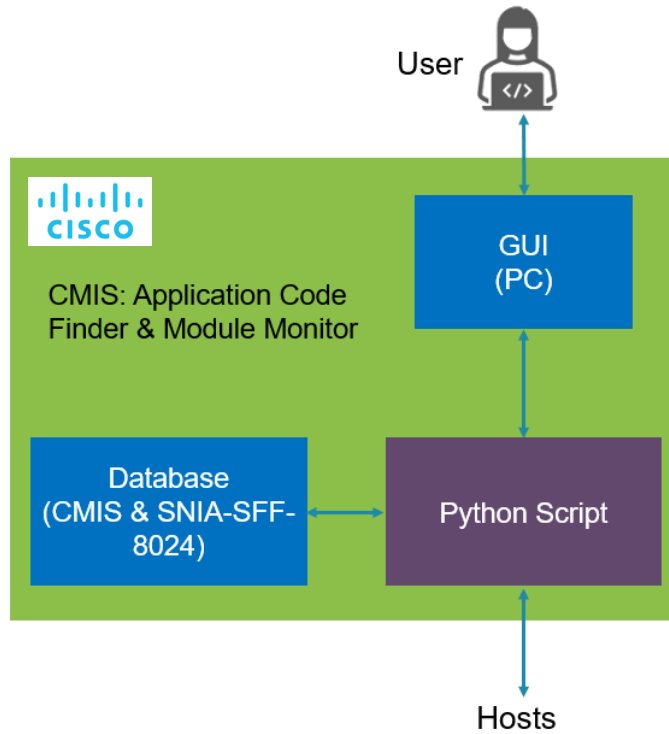 User
</>
CISCO
GUI
(PC)
CMIS: Application Code
Finder & Module Monitor
Database
(CMIS & SNIA-SFF-
8024)
Python Script
Hosts